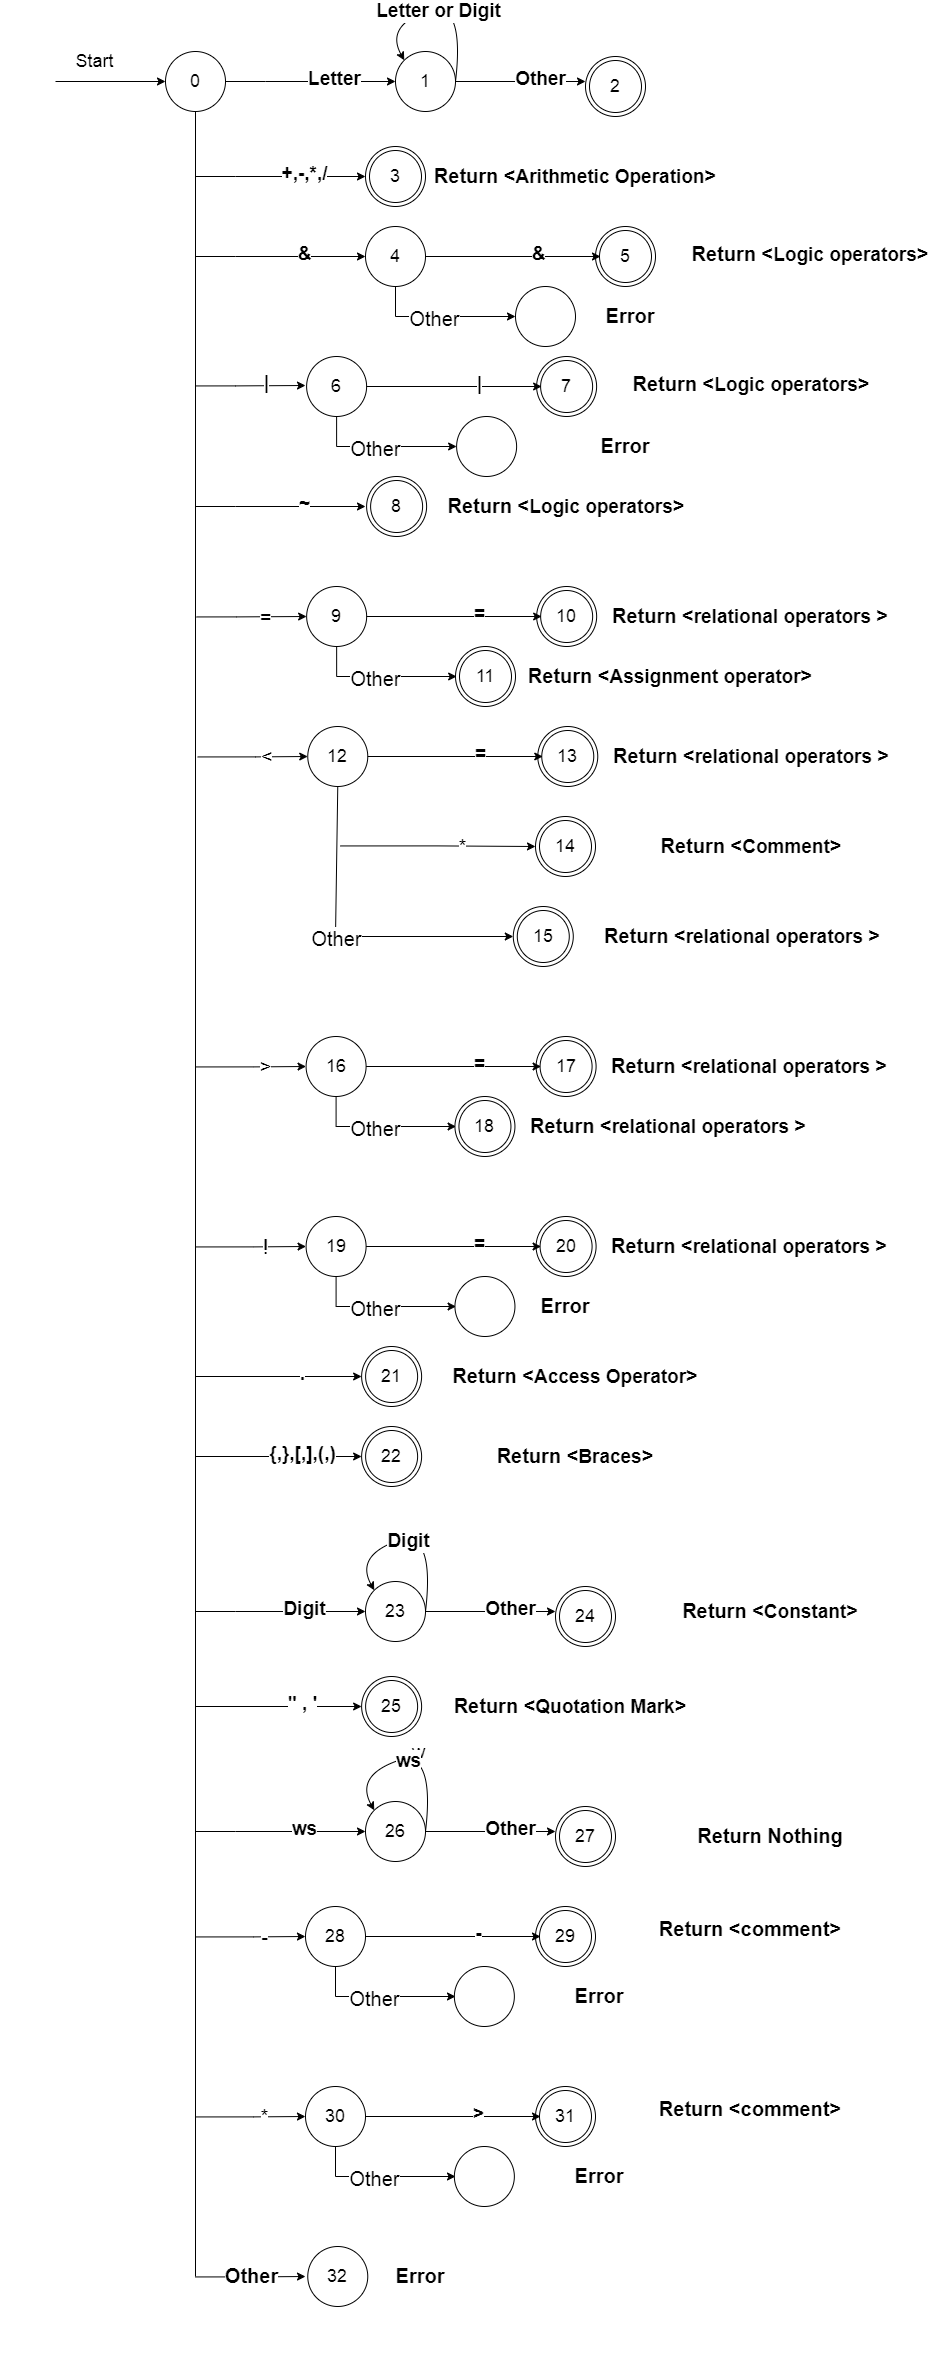 Letter or Digit
Start
0
Letter
1
Other
2
+,-,*,/
3
Return <Arithmetic Operation>
&
4
&
5
Return <Logic operators>
Other
Error
|
6
|
7
Return <Logic operators>
Other
Error
~
8
Return <Logic operators>
=
9
=
10
Return <relational operators >
Other
11
Return <Assignment operator>
<
12
=
13
Return <relational operators >
*
14
Return <Comment>
Other
15
Return <relational operators >
>
16
=
17
Return <relational operators >
Other
18
Return <relational operators >
!
19
=
20
Return <relational operators >
Other
Error
.
21
Return <Access Operator>
{,},[,],(,)
22
Return <Braces>
Digit
Digit
23
Other
24
Return <Constant>
" , '
25
Return <Quotation Mark>
ws
ws
26
Other
27
Return Nothing
-
28
-
29
Return <comment>
Other
Error
*
30
>
31
Return <comment>
Other
Error
Other
32
Error